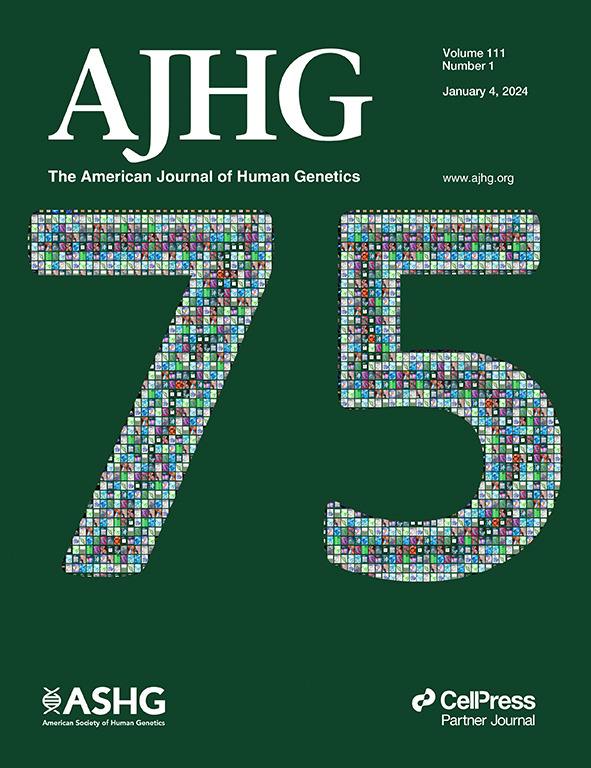 AJHG
The American Journal of Human Genetics
Volume 111
Number 1
January 4, 2024
www.ajhg.org
75
ASHG
American Society of Human Genetics
CelPress
Partner Journal